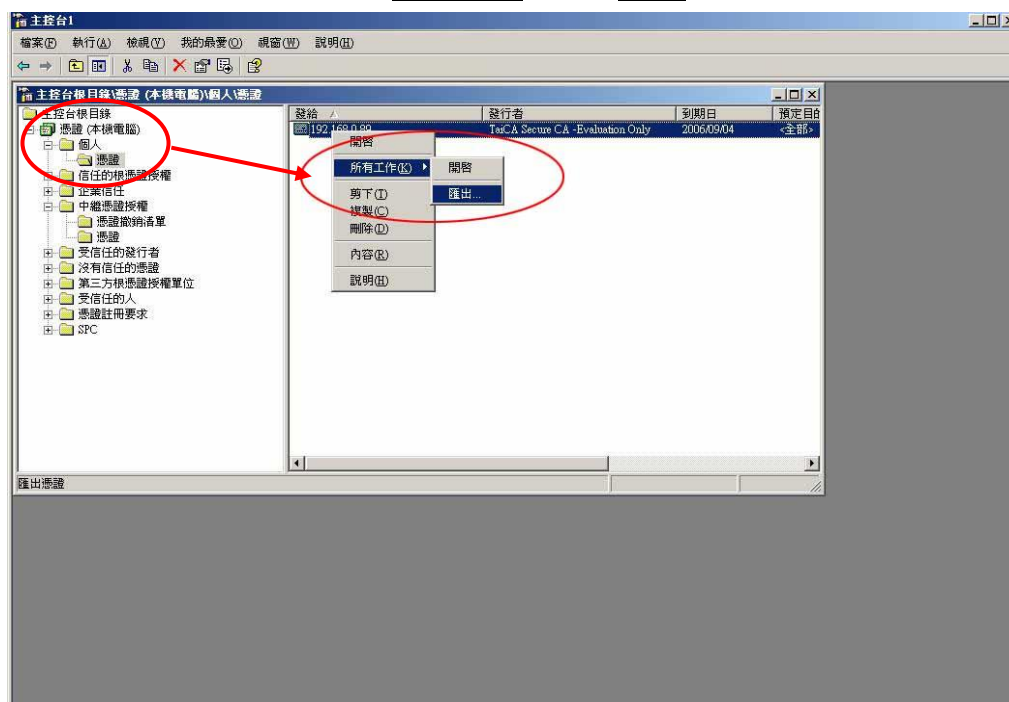 主控台1
檔案(F) 執行(A) 檢視(V) 我的最愛(O) 視窗(W) 說明(H)
主控台根目錄\憑證 (本機電腦)\個人\憑證
主控台根目錄
憑證 (本機電腦)
個人
憑證
信任的根憑證授權
企業信任
中繼憑證授權
憑證撤銷清單
憑證
受信任的發行者
沒有信任的憑證
第三方根憑證授權單位
受信任的人
憑證註冊要求
SPC
發給 發行者 到期日 預定目的
192.168.0.99 TaiCA Secure CA -Evaluation Only 2006/09/04 <全部>
開啓
所有工作(K)
剪下(T)
複製(C)
刪除(D)
內容(R)
說明(H)
開啓
匯出...
匯出憑證